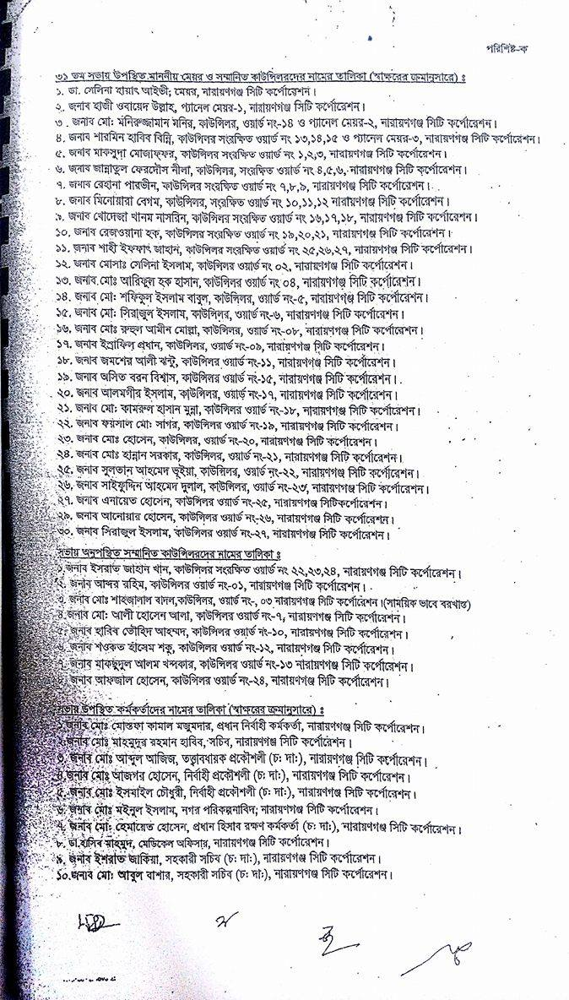 পরিশিষ্ট-ক
৩১ তম সভায় উপস্থিত মাননীয় মেয়র ও সম্মানিত কাউন্সিলরদের নামের তালিকা (স্বাক্ষরের ক্রমানুসারে) ঃ
১. ডা. সেলিনা হায়াৎ আইভী; মেয়র, নারায়ণগঞ্জ সিটি কর্পোরেশন।
২. জনাব হাজী ওবায়েদ উল্লাহ, প্যানেল মেয়র-১, নারায়ণগঞ্জ সিটি কর্পোরেশন।
৩. জনাব মো: মনিরুজ্জামান মনির, কাউন্সিলর, ওয়ার্ড নং-১৪ ও প্যানেল মেয়র-২, নারায়ণগঞ্জ সিটি কর্পোরেশন।
৪. জনাব শারমিন হাবিব বিন্নি, কাউন্সিলর সংরক্ষিত ওয়ার্ড নং ১৩,১৪,১৫ ও প্যানেল মেয়র-৩, নারায়ণগঞ্জ সিটি কর্পোরেশন।
৫. জনাব মাকসুদা মোজাফ্ফর, কাউন্সিলর সংরক্ষিত ওয়ার্ড নং ১,২,৩, নারায়ণগঞ্জ সিটি কর্পোরেশন।
৬. জনাব জান্নাতুল ফেরদৌস নীলা, কাউন্সিলর, সংরক্ষিত ওয়ার্ড নং ৪,৫,৬, নারায়ণগঞ্জ সিটি কর্পোরেশন।
৭. জনাব রেহানা পারভীন, কাউন্সিলর সংরক্ষিত ওয়ার্ড নং ৭,৮,৯, নারায়ণগঞ্জ সিটি কর্পোরেশন।
৮. জনাব মিনোয়ারা বেগম, কাউন্সিলর, সংরক্ষিত ওয়ার্ড নং ১০,১১,১২ নারায়ণগঞ্জ সিটি কর্পোরেশন।
৯. জনাব খোদেজা খানম নাসরিন, কাউন্সিলর সংরক্ষিত ওয়ার্ড নং ১৬,১৭,১৮, নারায়ণগঞ্জ সিটি কর্পোরেশন।
১০. জনাব রেজওয়ানা হক, কাউন্সিলর সংরক্ষিত ওয়ার্ড নং ১৯,২০,২১, নারায়ণগঞ্জ সিটি কর্পোরেশন।
১১. জনাব শাহী ইফফাৎ জাহান, কাউন্সিলর সংরক্ষিত ওয়ার্ড নং ২৫,২৬,২৭, নারায়ণগঞ্জ সিটি কর্পোরেশন।
১২. জনাব মোসাঃ সেলিনা ইসলাম, কাউন্সিলর, ওয়ার্ড নং ০২, নারায়ণগঞ্জ সিটি কর্পোরেশন।
১৩. জনাব মোঃ আরিফুল হক হাসান, কাউন্সিলর, ওয়ার্ড নং ০৪, নারায়ণগঞ্জ সিটি কর্পোরেশন।
১৪. জনাব মো: শফিকুল ইসলাম বাবুল, কাউন্সিলর, ওয়ার্ড নং-৫, নারায়ণগঞ্জ সিটি কর্পোরেশন।
১৫. জনাব মো: সিরাজুল ইসলাম, কাউন্সিলর, ওয়ার্ড নং-৬, নারায়ণগঞ্জ সিটি কর্পোরেশন।
১৬. জনাব মোঃ রুহুল আমীন মোল্লা, কাউন্সিলর, ওয়ার্ড নং-০৮, নারায়ণগঞ্জ সিটি কর্পোরেশন।
১৭. জনাব ইস্রাফিল প্রধান, কাউন্সিলর, ওয়ার্ড নং-০৯, নারায়ণগঞ্জ সিটি কর্পোরেশন।
১৮. জনাব জমশের আলী ঝন্টু, কাউন্সিলর, ওয়ার্ড নং-১১, নারায়ণগঞ্জ সিটি কর্পোরেশন।
১৯. জনাব অসিত বরন বিশ্বাস, কাউন্সিলর, ওয়ার্ড নং-১৫, নারায়ণগঞ্জ সিটি কর্পোরেশন।
২০. জনাব আলমগীর ইসলাম, কাউন্সিলর, ওয়ার্ড নং-১৭, নারায়ণগঞ্জ সিটি কর্পোরেশন।
২১. জনাব মো: কামরুল হাসান মুন্না, কাউন্সিলর, ওয়ার্ড নং-১৮, নারায়ণগঞ্জ সিটি কর্পোরেশন।
২২. জনাব ফয়সাল মো: সাগর, কাউন্সিলর, ওয়ার্ড নং-১৯, নারায়ণগঞ্জ সিটি কর্পোরেশন।
২৩. জনাব মোঃ হোসেন, কাউন্সিলর, ওয়ার্ড নং-২০, নারায়ণগঞ্জ সিটি কর্পোরেশন।
২৪. জনাব মোঃ হান্নান সরকার, কাউন্সিলর, ওয়ার্ড নং-২১, নারায়ণগঞ্জ সিটি কর্পোরেশন।
২৫. জনাব সুলতান আহমেদ ভূইয়া, কাউন্সিলর, ওয়ার্ড নং-২২, নারায়ণগঞ্জ সিটি কর্পোরেশন।
২৬. জনাব সাইফুদ্দিন আহমেদ দুলাল, কাউন্সিলর, ওয়ার্ড নং-২৩, নারায়ণগঞ্জ সিটি কর্পোরেশন।
২৭. জনাব এনায়েত হোসেন, কাউন্সিলর ওয়ার্ড নং-২৫, নারায়ণগঞ্জ সিটিকর্পোরেশন।
২৯. জনাব আনোয়ার হোসেন, কাউন্সিলর ওয়ার্ড নং-২৬, নারায়ণগঞ্জ সিটি কর্পোরেশন।
৩০. জনাব সিরাজুল ইসলাম, কাউন্সিলর ওয়ার্ড নং-২৭, নারায়ণগঞ্জ সিটি কর্পোরেশন।
সভায় অনুপস্থিত সম্মানিত কাউন্সিলরদের নামের তালিকা ঃ
১.জনাব ইসরাত জাহান খান, কাউন্সিলর সংরক্ষিত ওয়ার্ড নং ২২,২৩,২৪, নারায়ণগঞ্জ সিটি কর্পোরেশন।
২. জনাব আব্দর রহিম, কাউন্সিলর ওয়ার্ড নং-০১, নারায়ণগঞ্জ সিটি কর্পোরেশন।
৩. জনাব মোঃ শাহজালাল বাদল,কাউন্সিলর, ওয়ার্ড নং-, ০৩ নারায়ণগঞ্জ সিটি কর্পোরেশন।(সাময়িক ভাবে বরখাস্ত)
৪.জনাব মো: আলী হোসেন আলা, কাউন্সিলর ওয়ার্ড নং-৭, নারায়ণগঞ্জ সিটি কর্পোরেশন।
৫. জনাব হাবিব তৌহিদ আহম্মদ, কাউন্সিলর ওয়ার্ড নং-১০, নারায়ণগঞ্জ সিটি কর্পোরেশন।
৬. জনাব শওকত হাসেম শকু, কাউন্সিলর ওয়ার্ড নং-১২, নারায়ণগঞ্জ সিটি কর্পোরেশন।
৭. জনাব মাকছুদুল আলম খন্দকার, কাউন্সিলর ওয়ার্ড নং-১৩ নারায়ণগঞ্জ সিটি কর্পোরেশন।
জনাব আফজাল হোসেন, কাউন্সিলর ওয়ার্ড নং-২৪, নারায়ণগঞ্জ সিটি কর্পোরেশন।
সভায় উপস্থিত কর্মকর্তাদের নামের তালিকা (স্বাক্ষরের ক্রমানুসারে) ঃ
১.জনাব মোঃ মোস্তফা কামাল মজুমদার, প্রধান নির্বাহী কর্মকর্তা, নারায়ণগঞ্জ সিটি কর্পোরেশন।
২.জনাব মোঃ মাহমুদুর রহমান হাবিব, সচিব, নারায়ণগঞ্জ সিটি কর্পোরেশন।
৩. জনাব মোঃ আব্দুল আজিজ, তত্ত্বাবধায়ক প্রকৌশলী (চ: দা:), নারায়ণগঞ্জ সিটি কর্পোরেশন।
৪.জনাব মোঃ আজগর হোসেন, নির্বাহী প্রকৌশলী (চ: দা:), নারায়ণগঞ্জ সিটি কর্পোরেশন।
৫. জনাব মোঃ ইসমাইল চৌধুরী, নির্বাহী প্রকৌশলী (চ: দা:), নারায়ণগঞ্জ সিটি কর্পোরেশন।
৬. জনাব মোঃ মইনুল ইসলাম, নগর পরিকল্পনাবিদ; নারায়ণগঞ্জ সিটি কর্পোরেশন।
৭. জনাব মো: হেমায়েত হোসেন, প্রধান হিসাব রক্ষণ কর্মকর্তা (চ: দা:), নারায়ণগঞ্জ সিটি কর্পোরেশন।
৮. ডা.হাসিব মাহমুদ, মেডিকেল অফিসার, নারায়ণগঞ্জ সিটি কর্পোরেশন।
৯. জনাব ইশরাত জাকিয়া, সহকারী সচিব (চ: দা:), নারায়ণগঞ্জ সিটি কর্পোরেশন।
১০.জনাব মো: আবুল বাশার, সহকারী সচিব (চ: দা:), নারায়ণগঞ্জ সিটি কর্পোরেশন।